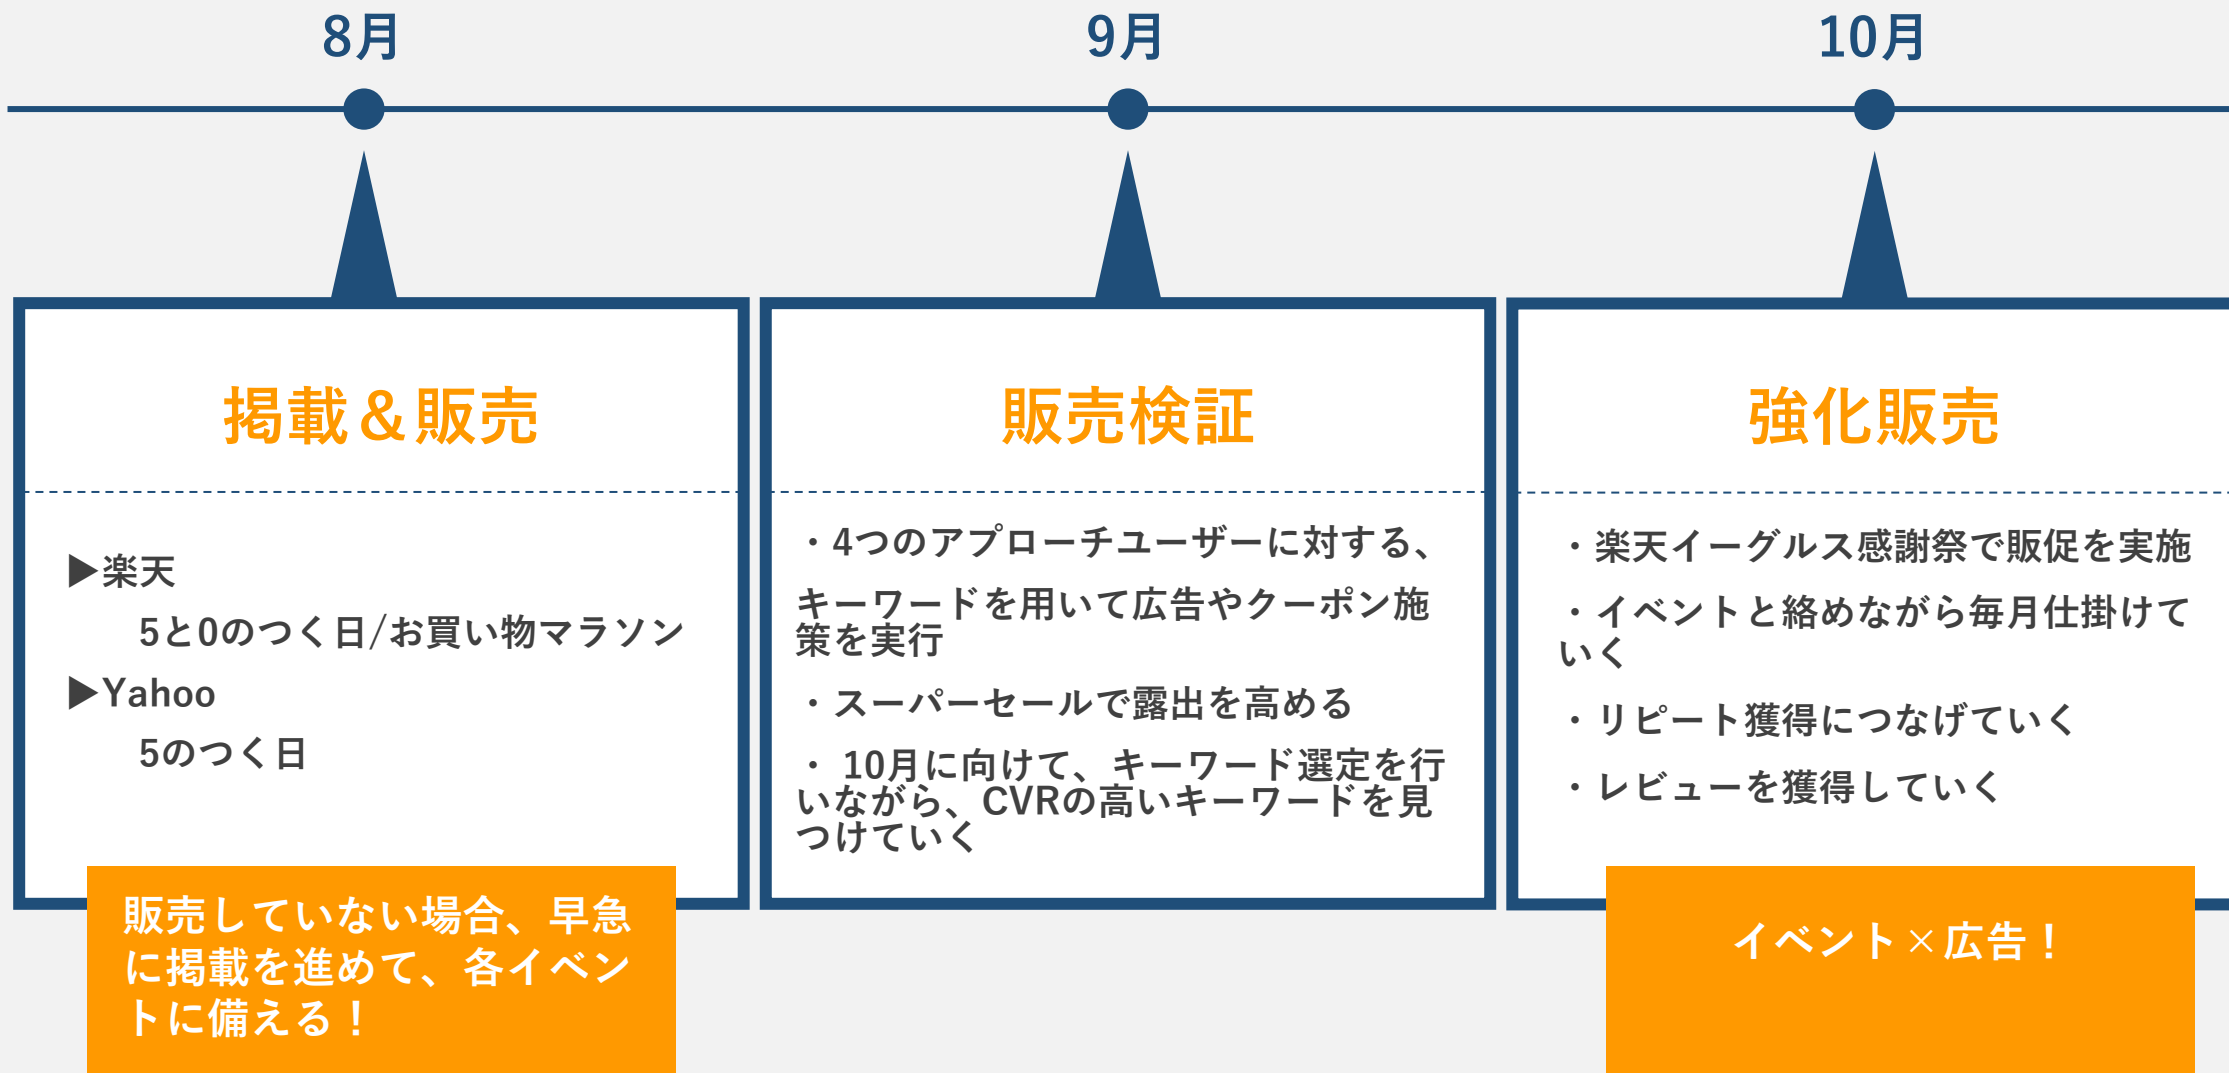 8月
9月
10月
掲載＆販売
▶楽天
5と0のつく日/お買い物マラソン
▶Yahoo
5のつく日
販売していない場合、早急
に掲載を進めて、各イベン
トに備える！
販売検証
・4つのアプローチユーザーに対する、
キーワードを用いて広告やクーポン施
策を実行
・スーパーセールで露出を高める
・ 10月に向けて、キーワード選定を行
いながら、CVRの高いキーワードを見
つけていく
強化販売
・楽天イーグルス感謝祭で販促を実施
・イベントと絡めながら毎月仕掛けて
いく
・リピート獲得につなげていく
・レビューを獲得していく
イベント×広告！